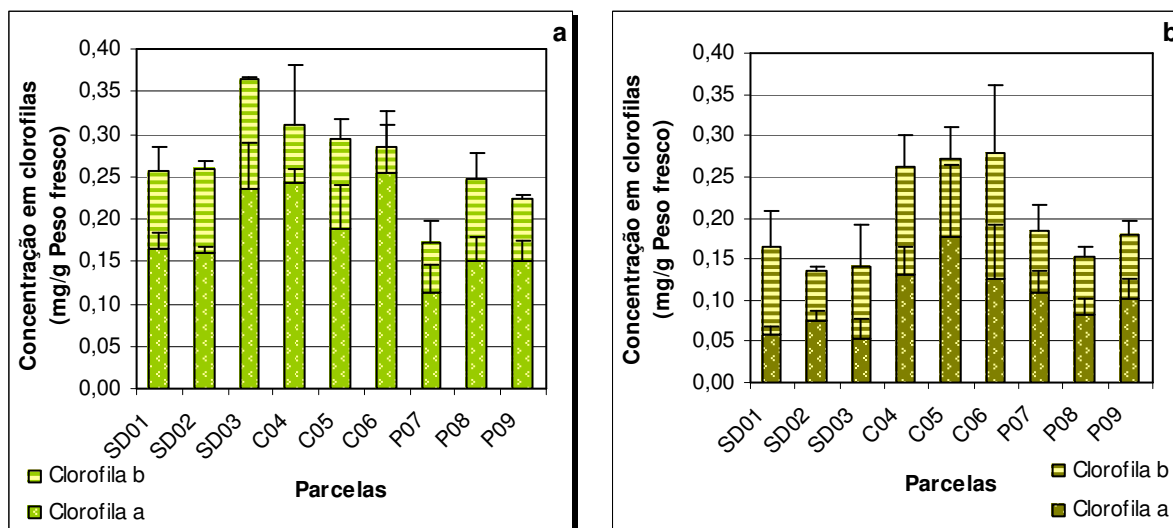 a
Concentração em clorofilas
(mg/g Peso fresco)
0,40
0,35
0,30
0,25
0,20
0,15
0,10
0,05
0,00
SD01
SD02
SD03
C04
C05
C06
P07
P08
P09
Parcelas
Clorofila b
Clorofila a
b
Concentração em clorofilas
(mg/g Peso fresco)
0,40
0,35
0,30
0,25
0,20
0,15
0,10
0,05
0,00
SD01
SD02
SD03
C04
C05
C06
P07
P08
P09
Parcelas
Clorofila b
Clorofila a